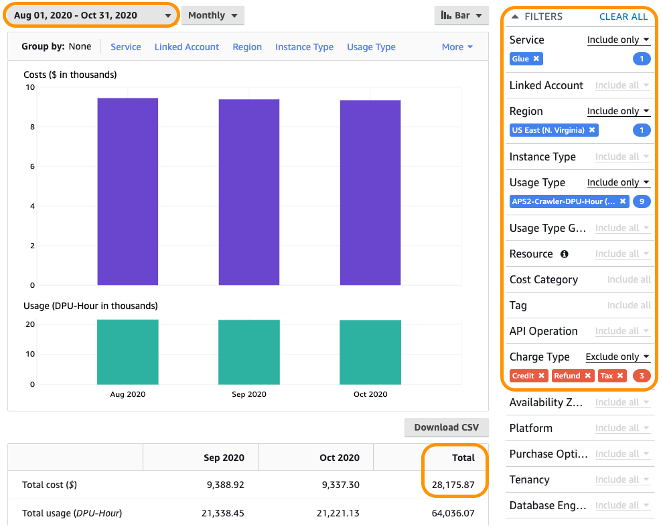 Aug 01, 2020 - Oct 31, 2020
Monthly
Bar
Group by: None Service Linked Account Region Instance Type Usage Type More
Costs ($ in thousands)
10
8
6
4
2
0
Usage (DPU-Hour in thousands)
20
10
0
Aug 2020 Sep 2020 Oct 2020
Download CSV
Sep 2020 Oct 2020 Total
Total cost ($) 9,388.92 9,337.30 28,175.87
Total usage (DPU-Hour) 21,338.45 21,221.13 64,036.07
FILTERS CLEAR ALL
Service Include only
Glue × 1
Linked Account Include all
Region Include only
US East (N. Virginia) × 1
Instance Type Include all
Usage Type Include only
APS2-Crawler-DPU-Hour (... × 9
Usage Type G... Include all
Resource Include all
Cost Category Include all
Tag Include all
API Operation Include all
Charge Type Exclude only
Credit × Refund × Tax × 3
Availability Z... Include all
Platform Include all
Purchase Opti... Include all
Tenancy Include all
Database Eng... Include all